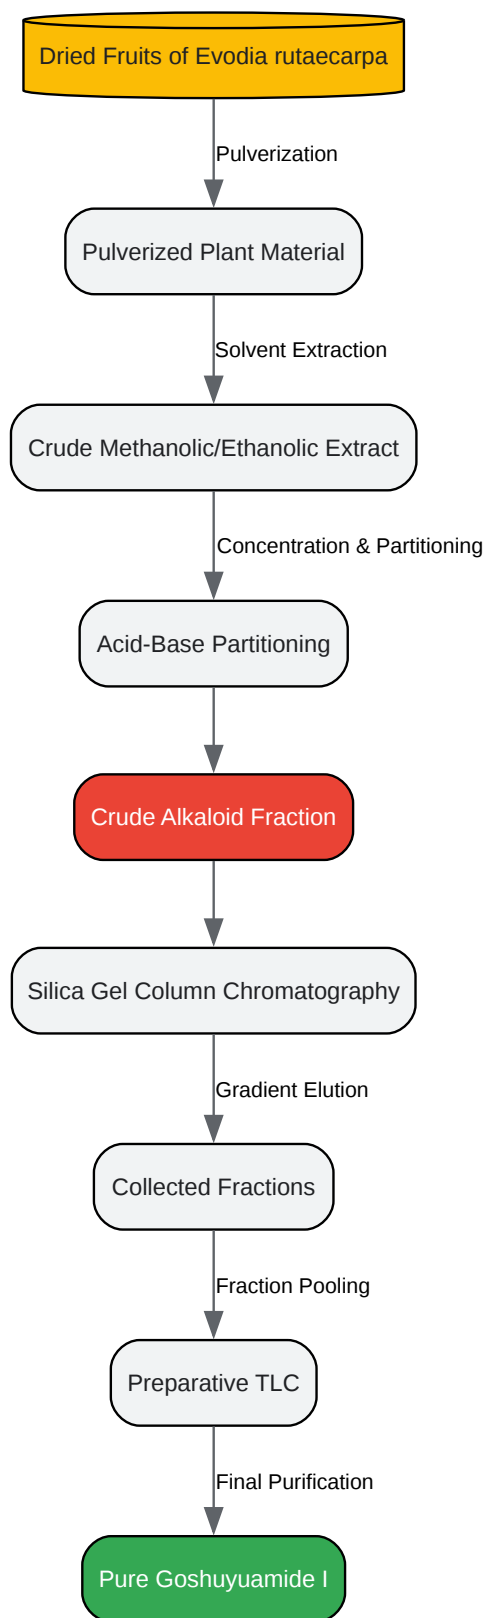 Dried Fruits of Evodia rutaecarpa
Pulverization
Pulverized Plant Material
Solvent Extraction
Crude Methanolic/Ethanolic Extract
Concentration & Partitioning
Acid-Base Partitioning
Crude Alkaloid Fraction
Silica Gel Column Chromatography
Gradient Elution
Collected Fractions
Fraction Pooling
Preparative TLC
Final Purification
Pure Goshuyuamide I